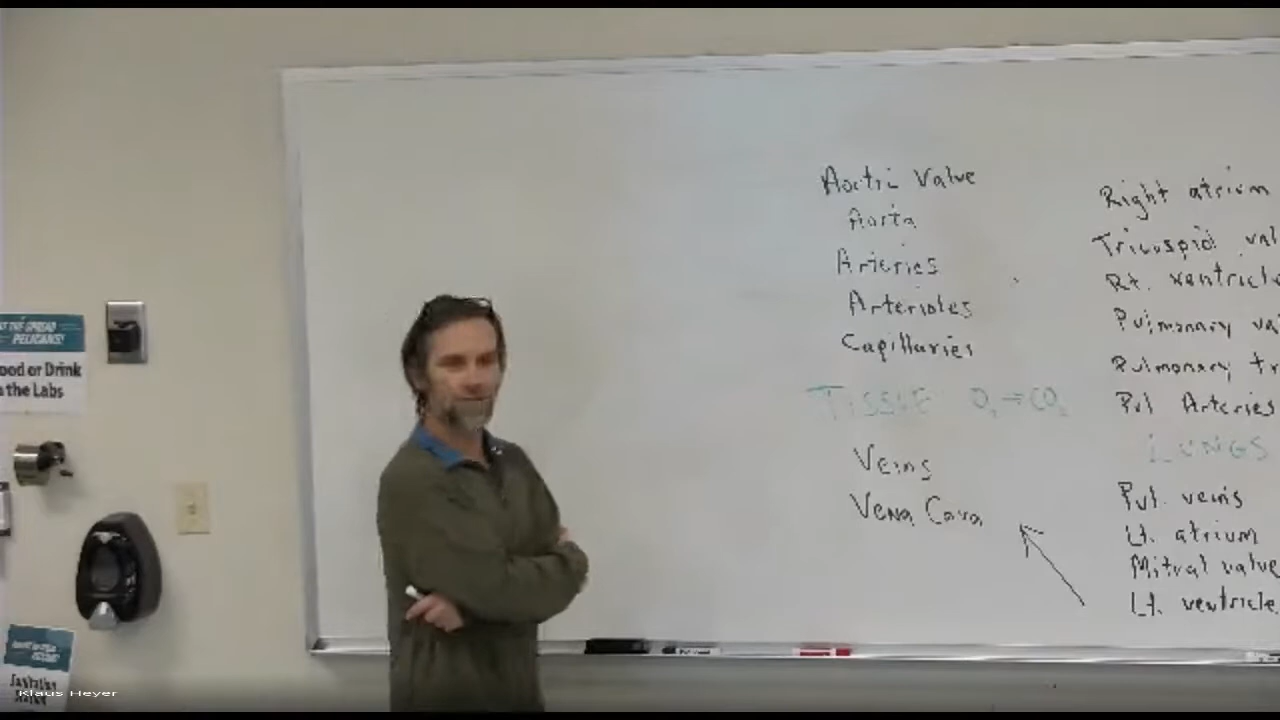 PELICANS!
ood or Drink
the Labs
Aortic Valve
Aorta
Arteries
Arterioles
Capillaries
TISSUE O₂→CO₂
Veins
Vena Cava
Right atrium
Tricuspid val
Rt. ventricle
Pulmonary va
Pulmonary tr
Pul Arteries
LUNGS
Pul. veins
Lt. atrium
Mitral valve
Lt. ventricle
Klaus Heyer